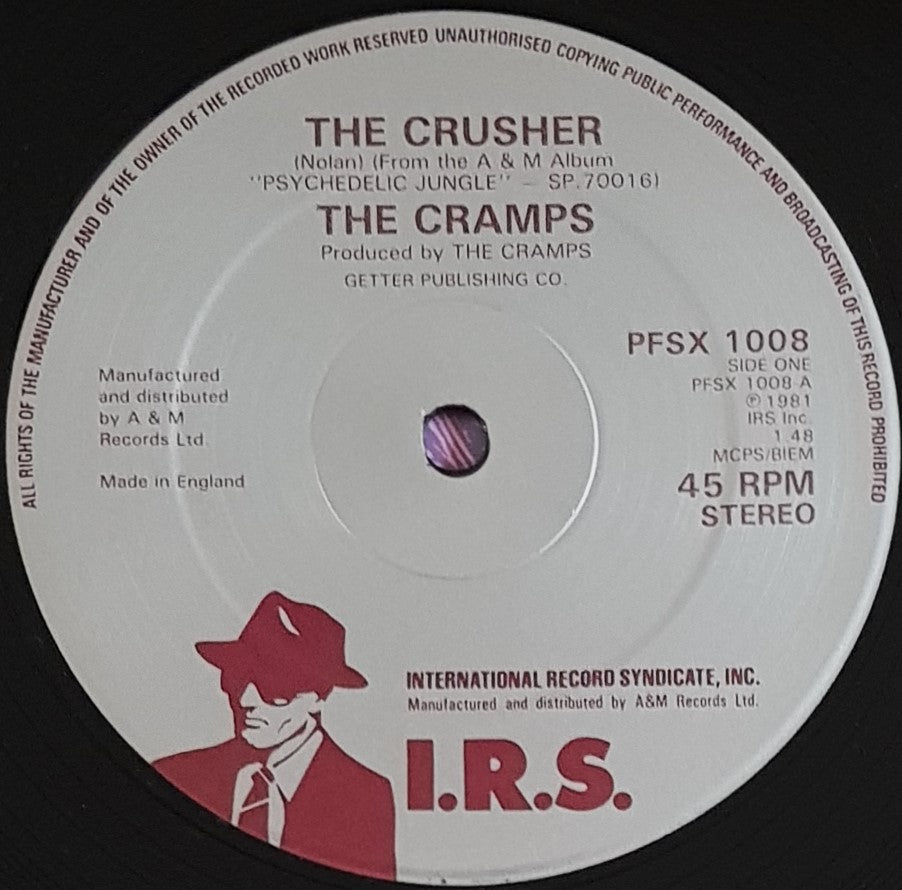 ALL RIGHTS OF THE MANUFACTURER AND OF THE OWNER OF THE RECORDED WORK RESERVED UNAUTHORISED COPYING PUBLIC PERFORMANCE AND BROADCASTING OF THIS RECORD PROHIBITED
THE CRUSHER
(Nolan) (From the A & M Album
"PSYCHEDELIC JUNGLE" – SP.70016)
THE CRAMPS
Produced by THE CRAMPS
GETTER PUBLISHING CO.
Manufactured
and distributed
by A & M
Records Ltd.
Made in England
PFSX 1008
SIDE ONE
PFSX 1008-A
℗ 1981
IRS Inc.
1.48
MCPS/BIEM
45 RPM
STEREO
INTERNATIONAL RECORD SYNDICATE, INC.
Manufactured and distributed by A&M Records Ltd.
I.R.S.